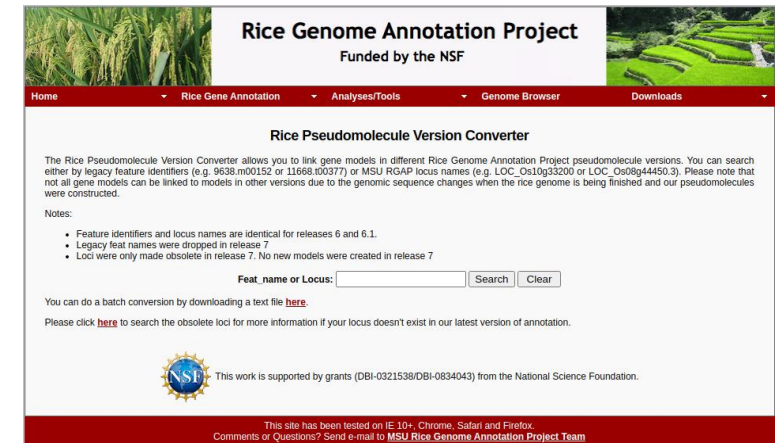 Rice Genome Annotation Project
Funded by the NSF
Home Rice Gene Annotation Analyses/Tools Genome Browser Downloads
Rice Pseudomolecule Version Converter
The Rice Pseudomolecule Version Converter allows you to link gene models in different Rice Genome Annotation Project pseudomolecule versions. You can search
either by legacy feature identifiers (e.g. 9638.m00152 or 11668.t00377) or MSU RGAP locus names (e.g. LOC_Os10g33200 or LOC_Os08g44450.3). Please note that
not all gene models can be linked to models in other versions due to the genomic sequence changes when the rice genome is being finished and our pseudomolecules
were constructed.
Notes:
• Feature identifiers and locus names are identical for releases 6 and 6.1.
• Legacy feat names were dropped in release 7
• Loci were only made obsolete in release 7. No new models were created in release 7
Feat_name or Locus: Search Clear
You can do a batch conversion by downloading a text file here.
Please click here to search the obsolete loci for more information if your locus doesn't exist in our latest version of annotation.
NSF This work is supported by grants (DBI-0321538/DBI-0834043) from the National Science Foundation.
This site has been tested on IE 10+, Chrome, Safari and Firefox.
Comments or Questions? Send e-mail to MSU Rice Genome Annotation Project Team